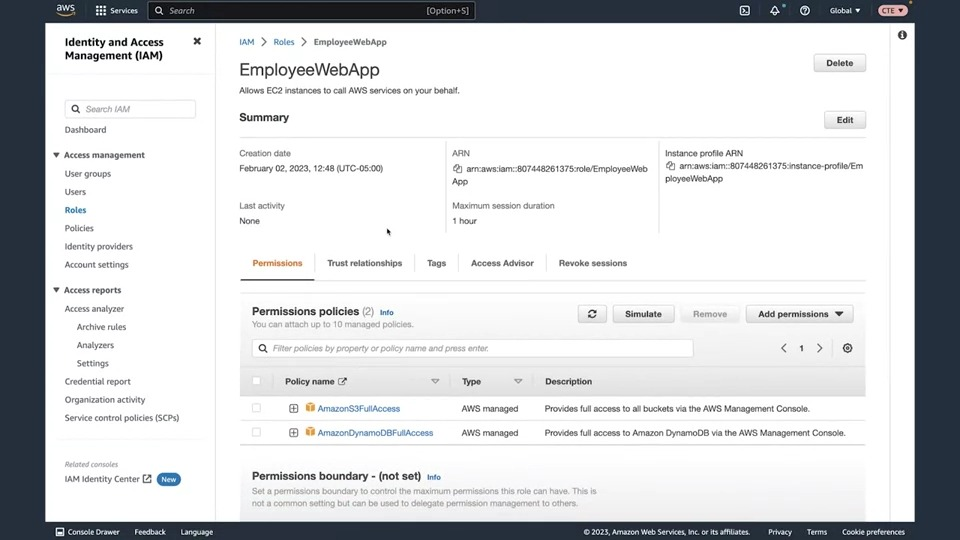 aws Services Search [Option+S] Global CTE
Identity and Access
Management (IAM)
Search IAM
Dashboard
Access management
User groups
Users
Roles
Policies
Identity providers
Account settings
Access reports
Access analyzer
Archive rules
Analyzers
Settings
Credential report
Organization activity
Service control policies (SCPs)
Related consoles
IAM Identity Center New
IAM Roles EmployeeWebApp
EmployeeWebApp
Delete
Allows EC2 instances to call AWS services on your behalf.
Summary
Edit
Creation date
February 02, 2023, 12:48 (UTC-05:00)
Last activity
None
ARN
arn:aws:iam::807448261375:role/EmployeeWeb
App
Maximum session duration
1 hour
Instance profile ARN
arn:aws:iam::807448261375:instance-profile/Em
ployeeWebApp
Permissions Trust relationships Tags Access Advisor Revoke sessions
Permissions policies (2) Info
You can attach up to 10 managed policies.
Simulate Remove Add permissions
Filter policies by property or policy name and press enter.
1
Policy name Type Description
AmazonS3FullAccess AWS managed Provides full access to all buckets via the AWS Management Console.
AmazonDynamoDBFullAccess AWS managed Provides full access to Amazon DynamoDB via the AWS Management Console.
Permissions boundary - (not set) Info
Set a permissions boundary to control the maximum permissions this role can have. This is
not a common setting but can be used to delegate permission management to others.
Console Drawer Feedback Language © 2023, Amazon Web Services, Inc. or its affiliates. Privacy Terms Cookie preferences